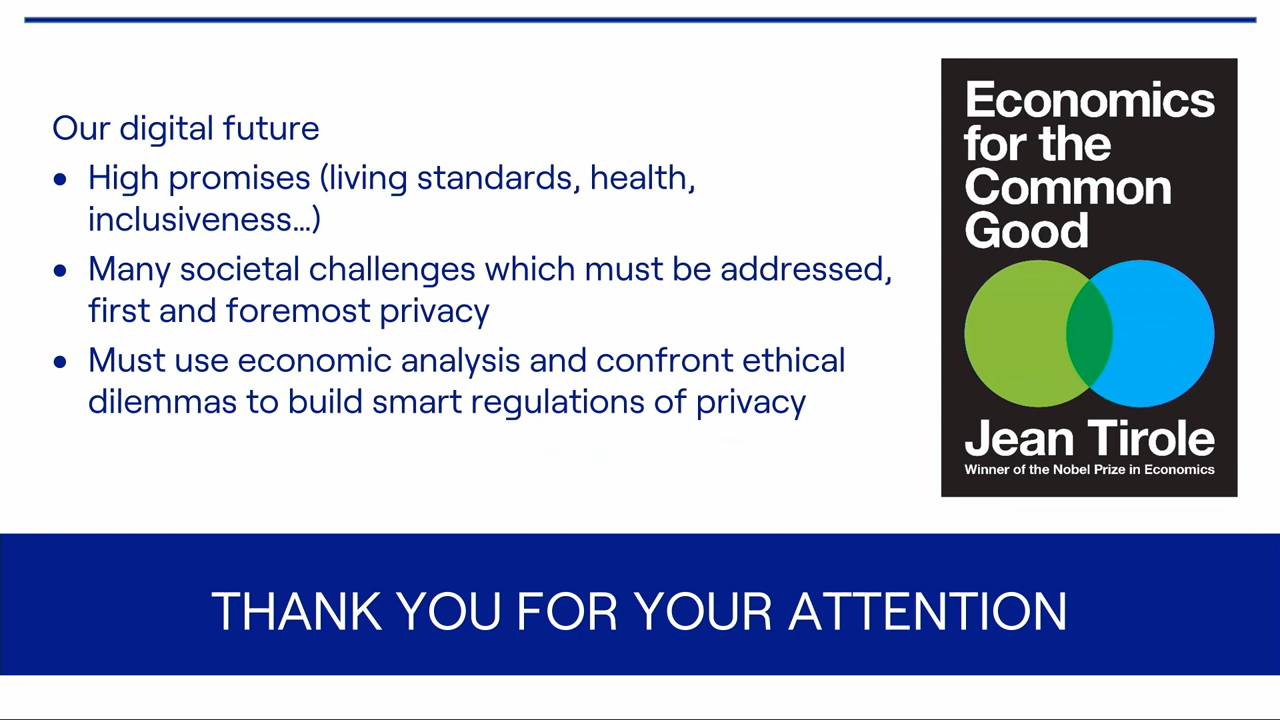 Our digital future
• High promises (living standards, health,
inclusiveness...)
• Many societal challenges which must be addressed,
first and foremost privacy
• Must use economic analysis and confront ethical
dilemmas to build smart regulations of privacy
Economics
for the
Common
Good
Jean Tirole
Winner of the Nobel Prize in Economics
THANK YOU FOR YOUR ATTENTION